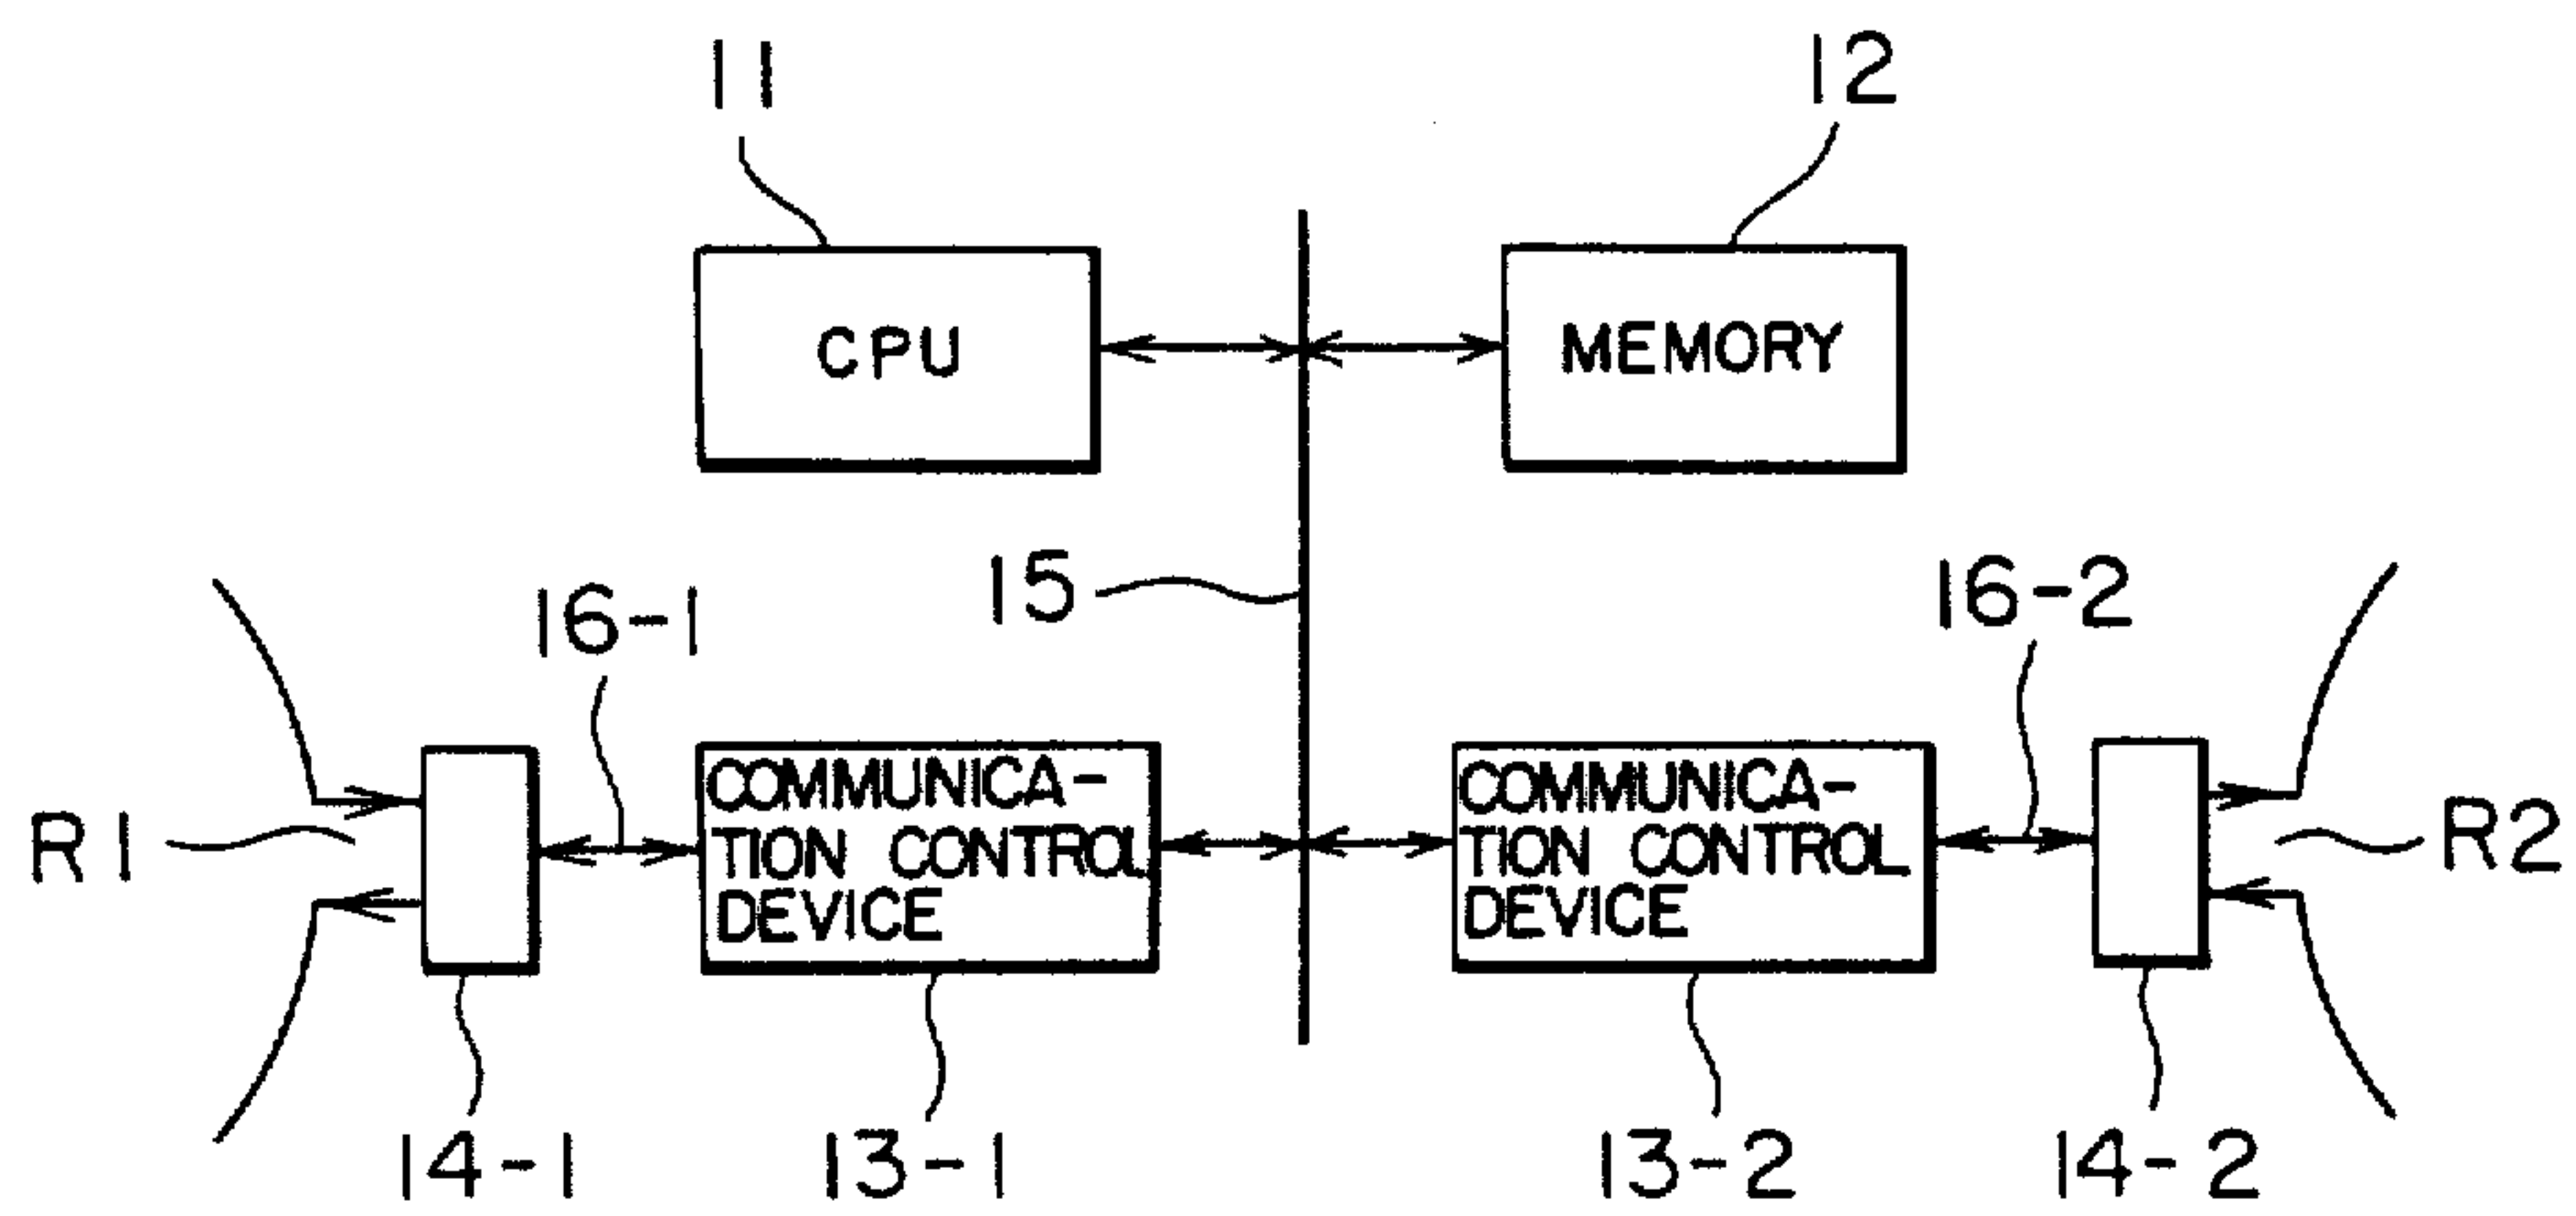 11
12
CPU
MEMORY
15
16-1
16-2
R1
COMMUNICA-
TION CONTROL
DEVICE
COMMUNICA-
TION CONTROL
DEVICE
R2
14-1
13-1
13-2
14-2